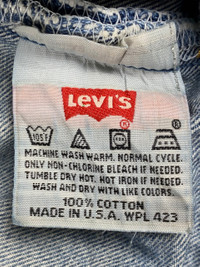 LEVI'S
®
105F
MACHINE WASH WARM. NORMAL CYCLE.
ONLY NON-CHLORINE BLEACH IF NEEDED.
TUMBLE DRY HOT. HOT IRON IF NEEDED.
WASH AND DRY WITH LIKE COLORS.
100% COTTON
MADE IN U.S.A. WPL 423